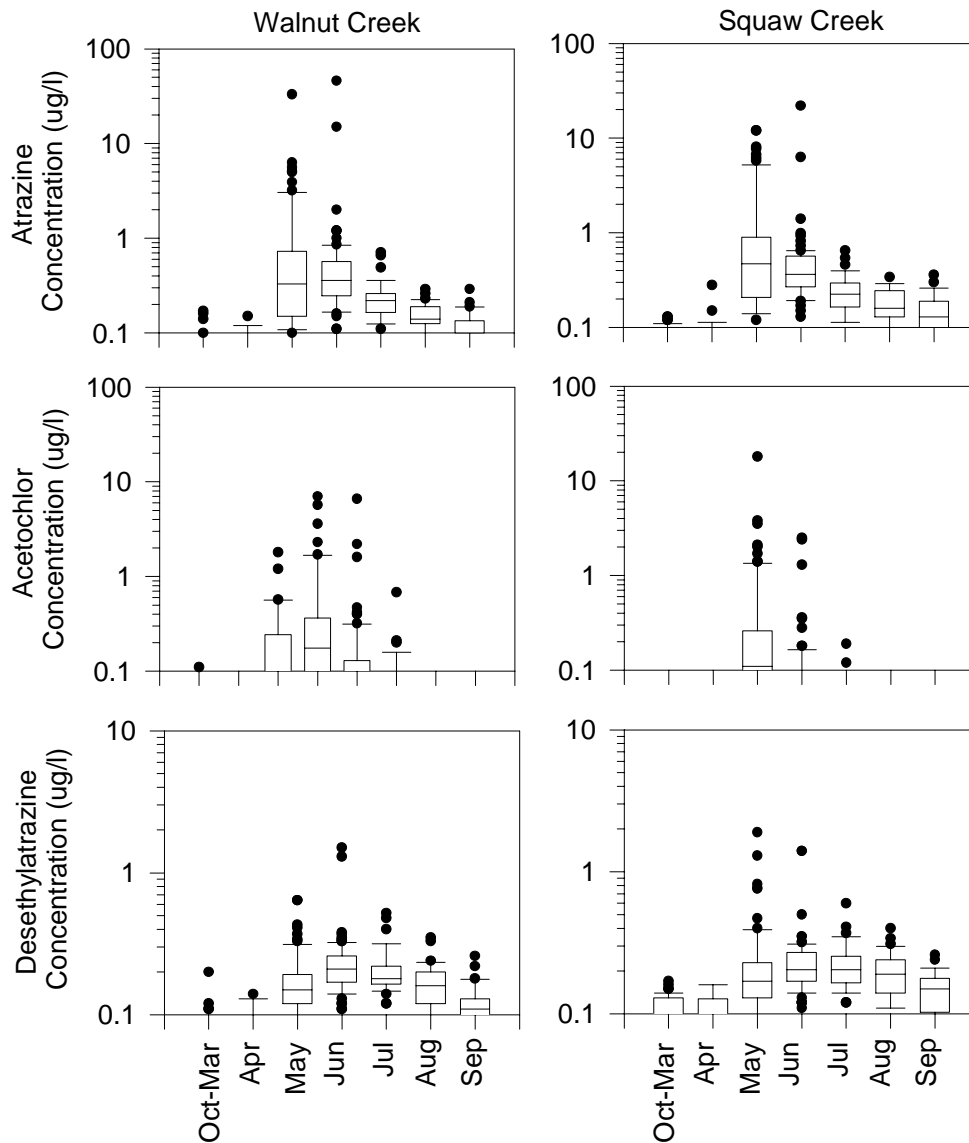 Walnut Creek
Squaw Creek
Atrazine
Concentration (ug/l)
100
10
1
0.1
100
10
1
0.1
Acetochlor
Concentration (ug/l)
100
10
1
0.1
100
10
1
0.1
Desethylatrazine
Concentration (ug/l)
10
1
0.1
10
1
0.1
Oct-Mar
Apr
May
Jun
Jul
Aug
Sep
Oct-Mar
Apr
May
Jun
Jul
Aug
Sep